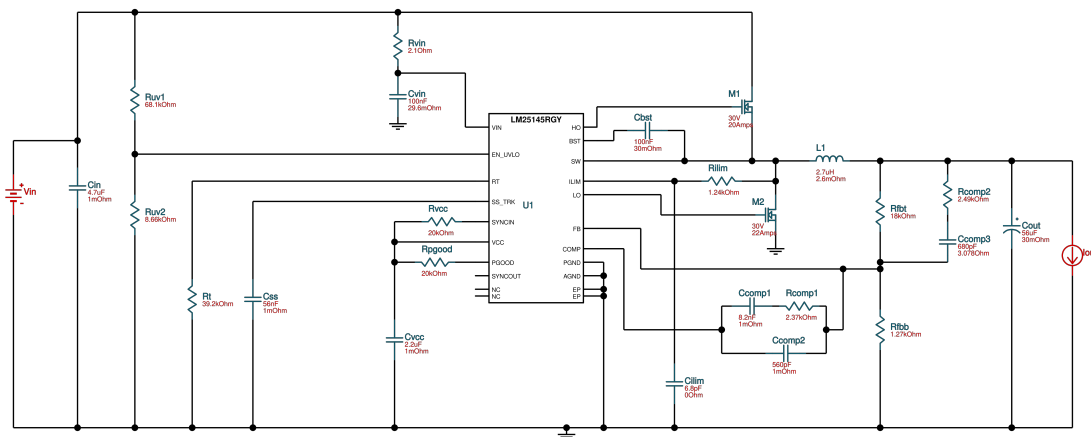 Rvin
2.1Ohm
Ruv1
68.1kOhm
Cvin
100nF
29.6mOhm
M1
30V
20Amps
LM25145RGY
VIN
HO
Cbst
100nF
30mOhm
BST
EN_UVLO
SW
L1
2.7uH
2.6mOhm
RT
ILIM
Rilim
1.24kOhm
Vin
Cin
4.7uF
1mOhm
LO
SS_TRK
U1
M2
30V
22Amps
Rcomp2
2.49kOhm
Rfbt
18kOhm
Ruv2
8.66kOhm
Rvcc
20kOhm
SYNCIN
FB
Cout
56uF
30mOhm
VCC
COMP
Ccomp3
680pF
3.078Ohm
Rpgood
20kOhm
PGOOD
PGND
SYNCOUT
AGND
NC
EP
NC
EP
Rt
39.2kOhm
Css
56nF
1mOhm
Ccomp1
8.2nF
1mOhm
Rcomp1
2.37kOhm
Rfbb
1.27kOhm
Cvcc
2.2uF
1mOhm
Ccomp2
560pF
1mOhm
Cilim
6.8pF
0Ohm